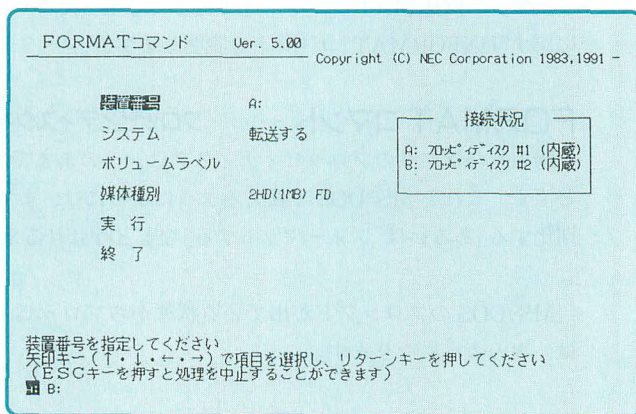 FORMATコマンド Ver. 5.00
Copyright (C) NEC Corporation 1983,1991
装置番号 A:
システム 転送する
ボリュームラベル
媒体種別 2HD(1MB) FD
実 行
終 了
接続状況
A: フロッピィディスク #1 (内蔵)
B: フロッピィディスク #2 (内蔵)
装置番号を指定してください
矢印キー(↑・↓・←・→)で項目を選択し、リターンキーを押してください
(ESCキーを押すと処理を中止することができます)
A: B: